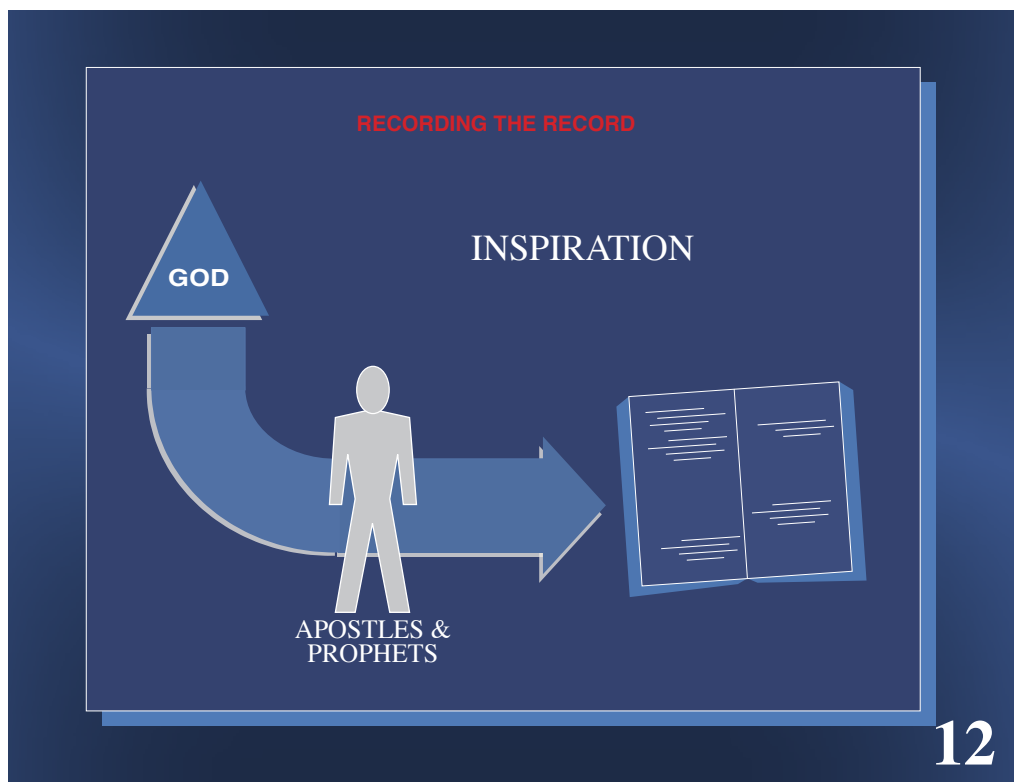 RECORDING THE RECORD
INSPIRATION
GOD
APOSTLES &
PROPHETS
12